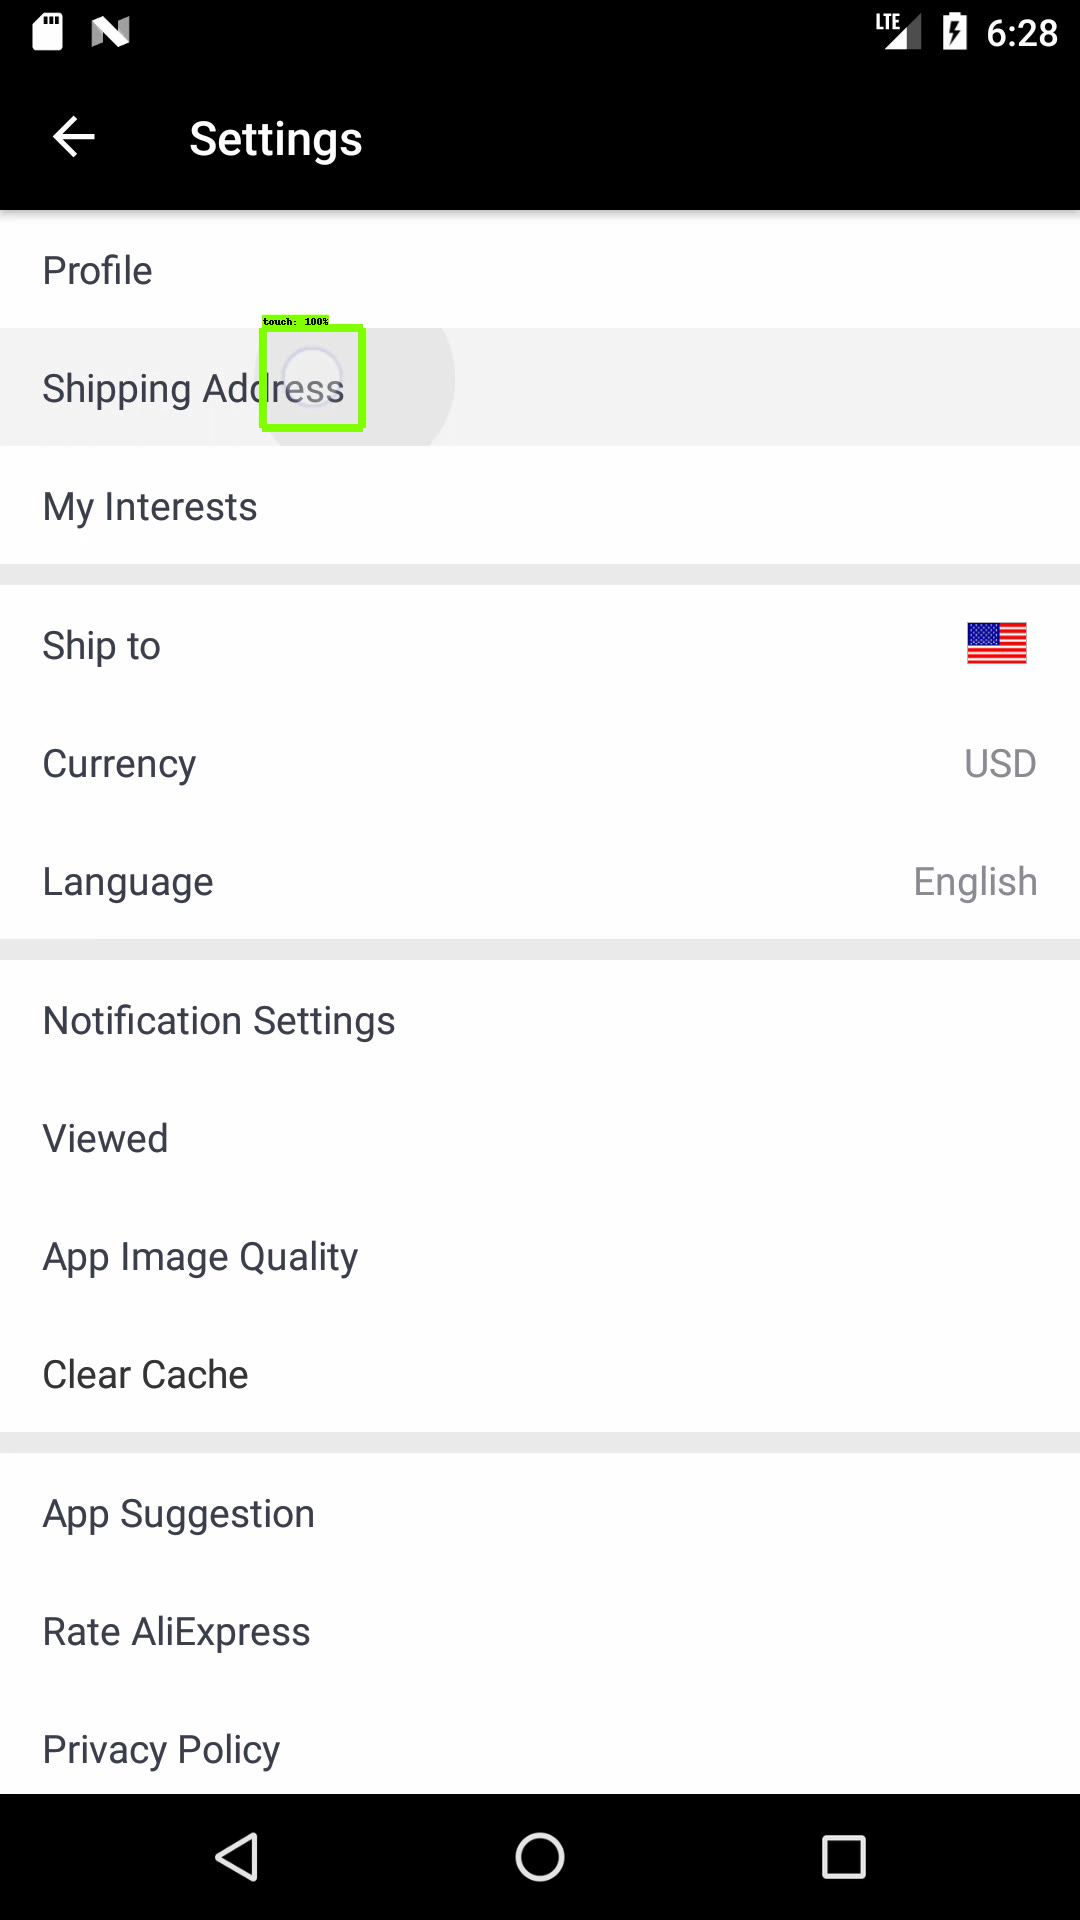 LTE 6:28
Settings
Profile
touch: 100%
Shipping Address
My Interests
Ship to
Currency USD
Language English
Notification Settings
Viewed
App Image Quality
Clear Cache
App Suggestion
Rate AliExpress
Privacy Policy